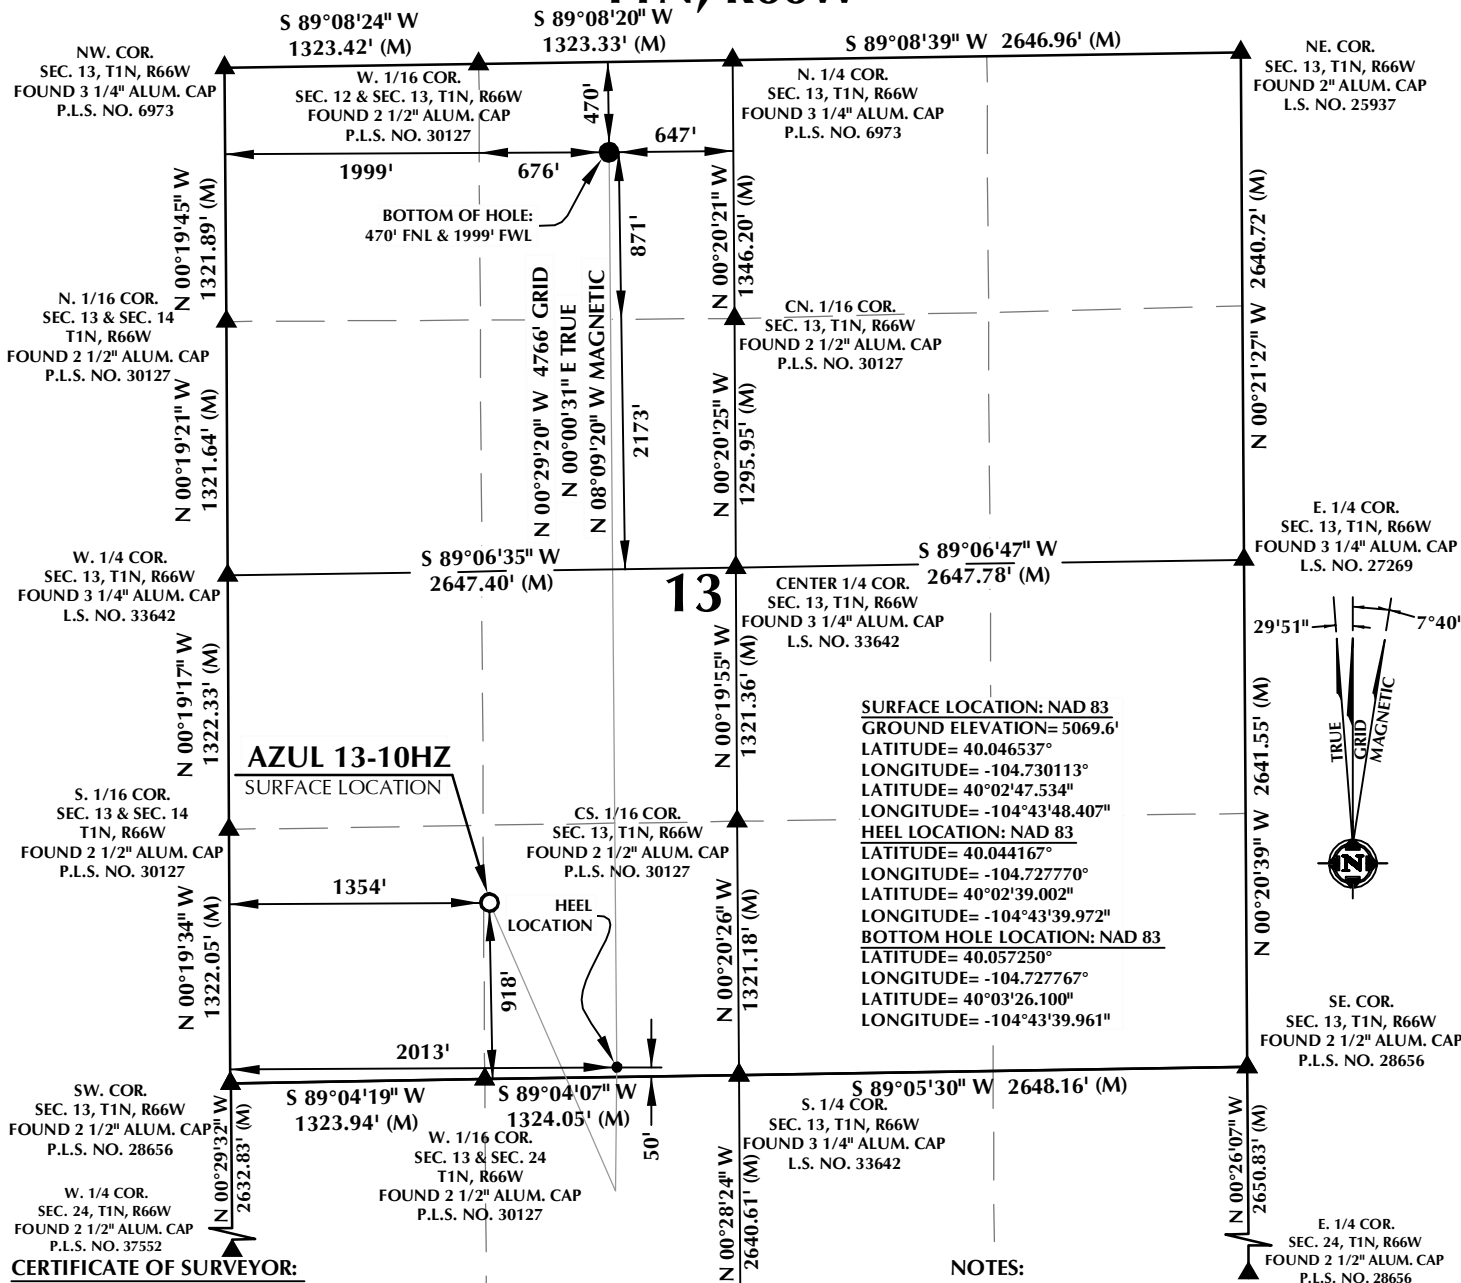 S 89°08'24" W
1323.42' (M)
S 89°08'20" W
1323.33' (M)
S 89°08'39" W 2646.96' (M)
NW. COR.
SEC. 13, T1N, R66W
FOUND 3 1/4" ALUM. CAP
P.L.S. NO. 6973
W. 1/16 COR.
SEC. 12 & SEC. 13, T1N, R66W
FOUND 2 1/2" ALUM. CAP
P.L.S. NO. 30127
N. 1/4 COR.
SEC. 13, T1N, R66W
FOUND 3 1/4" ALUM. CAP
P.L.S. NO. 6973
NE. COR.
SEC. 13, T1N, R66W
FOUND 2" ALUM. CAP
L.S. NO. 25937
470'
647'
1999'
676'
BOTTOM OF HOLE:
470' FNL & 1999' FWL
871'
2173'
N 00°19'45" W
1321.89' (M)
N 00°20'21" W
1346.20' (M)
N 00°21'27" W 2640.72' (M)
N 00°29'20" W 4766' GRID
N 00°00'31" E TRUE
N 08°09'20" W MAGNETIC
N. 1/16 COR.
SEC. 13 & SEC. 14
T1N, R66W
FOUND 2 1/2" ALUM. CAP
P.L.S. NO. 30127
CN. 1/16 COR.
SEC. 13, T1N, R66W
FOUND 2 1/2" ALUM. CAP
P.L.S. NO. 30127
N 00°19'21" W
1321.64' (M)
N 00°20'25" W
1295.95' (M)
W. 1/4 COR.
SEC. 13, T1N, R66W
FOUND 3 1/4" ALUM. CAP
L.S. NO. 33642
S 89°06'35" W
2647.40' (M)
13
CENTER 1/4 COR.
SEC. 13, T1N, R66W
FOUND 3 1/4" ALUM. CAP
L.S. NO. 33642
S 89°06'47" W
2647.78' (M)
E. 1/4 COR.
SEC. 13, T1N, R66W
FOUND 3 1/4" ALUM. CAP
L.S. NO. 27269
29'51"
7°40'
TRUE
GRID
MAGNETIC
N
N 00°19'17" W
1322.33' (M)
N 00°19'55" W
1321.36' (M)
N 00°20'39" W 2641.55' (M)
SURFACE LOCATION: NAD 83
GROUND ELEVATION= 5069.6'
LATITUDE= 40.046537°
LONGITUDE= -104.730113°
LATITUDE= 40°02'47.534"
LONGITUDE= -104°43'48.407"
HEEL LOCATION: NAD 83
LATITUDE= 40.044167°
LONGITUDE= -104.727770°
LATITUDE= 40°02'39.002"
LONGITUDE= -104°43'39.972"
BOTTOM HOLE LOCATION: NAD 83
LATITUDE= 40.057250°
LONGITUDE= -104.727767°
LATITUDE= 40°03'26.100"
LONGITUDE= -104°43'39.961"
AZUL 13-10HZ
SURFACE LOCATION
S. 1/16 COR.
SEC. 13 & SEC. 14
T1N, R66W
FOUND 2 1/2" ALUM. CAP
P.L.S. NO. 30127
CS. 1/16 COR.
SEC. 13, T1N, R66W
FOUND 2 1/2" ALUM. CAP
P.L.S. NO. 30127
1354'
HEEL
LOCATION
918'
N 00°19'34" W
1322.05' (M)
N 00°20'26" W
1321.18' (M)
2013'
50'
SW. COR.
SEC. 13, T1N, R66W
FOUND 2 1/2" ALUM. CAP
P.L.S. NO. 28656
S 89°04'19" W
1323.94' (M)
S 89°04'07" W
1324.05' (M)
S 89°05'30" W 2648.16' (M)
SE. COR.
SEC. 13, T1N, R66W
FOUND 2 1/2" ALUM. CAP
P.L.S. NO. 28656
W. 1/16 COR.
SEC. 13 & SEC. 24
T1N, R66W
FOUND 2 1/2" ALUM. CAP
P.L.S. NO. 30127
S. 1/4 COR.
SEC. 13, T1N, R66W
FOUND 3 1/4" ALUM. CAP
L.S. NO. 33642
N 00°29'32" W
2632.83' (M)
N 00°28'24" W
2640.61' (M)
N 00°26'07" W
2650.83' (M)
W. 1/4 COR.
SEC. 24, T1N, R66W
FOUND 2 1/2" ALUM. CAP
P.L.S. NO. 37552
E. 1/4 COR.
SEC. 24, T1N, R66W
FOUND 2 1/2" ALUM. CAP
P.L.S. NO. 28656
CERTIFICATE OF SURVEYOR:
NOTES: